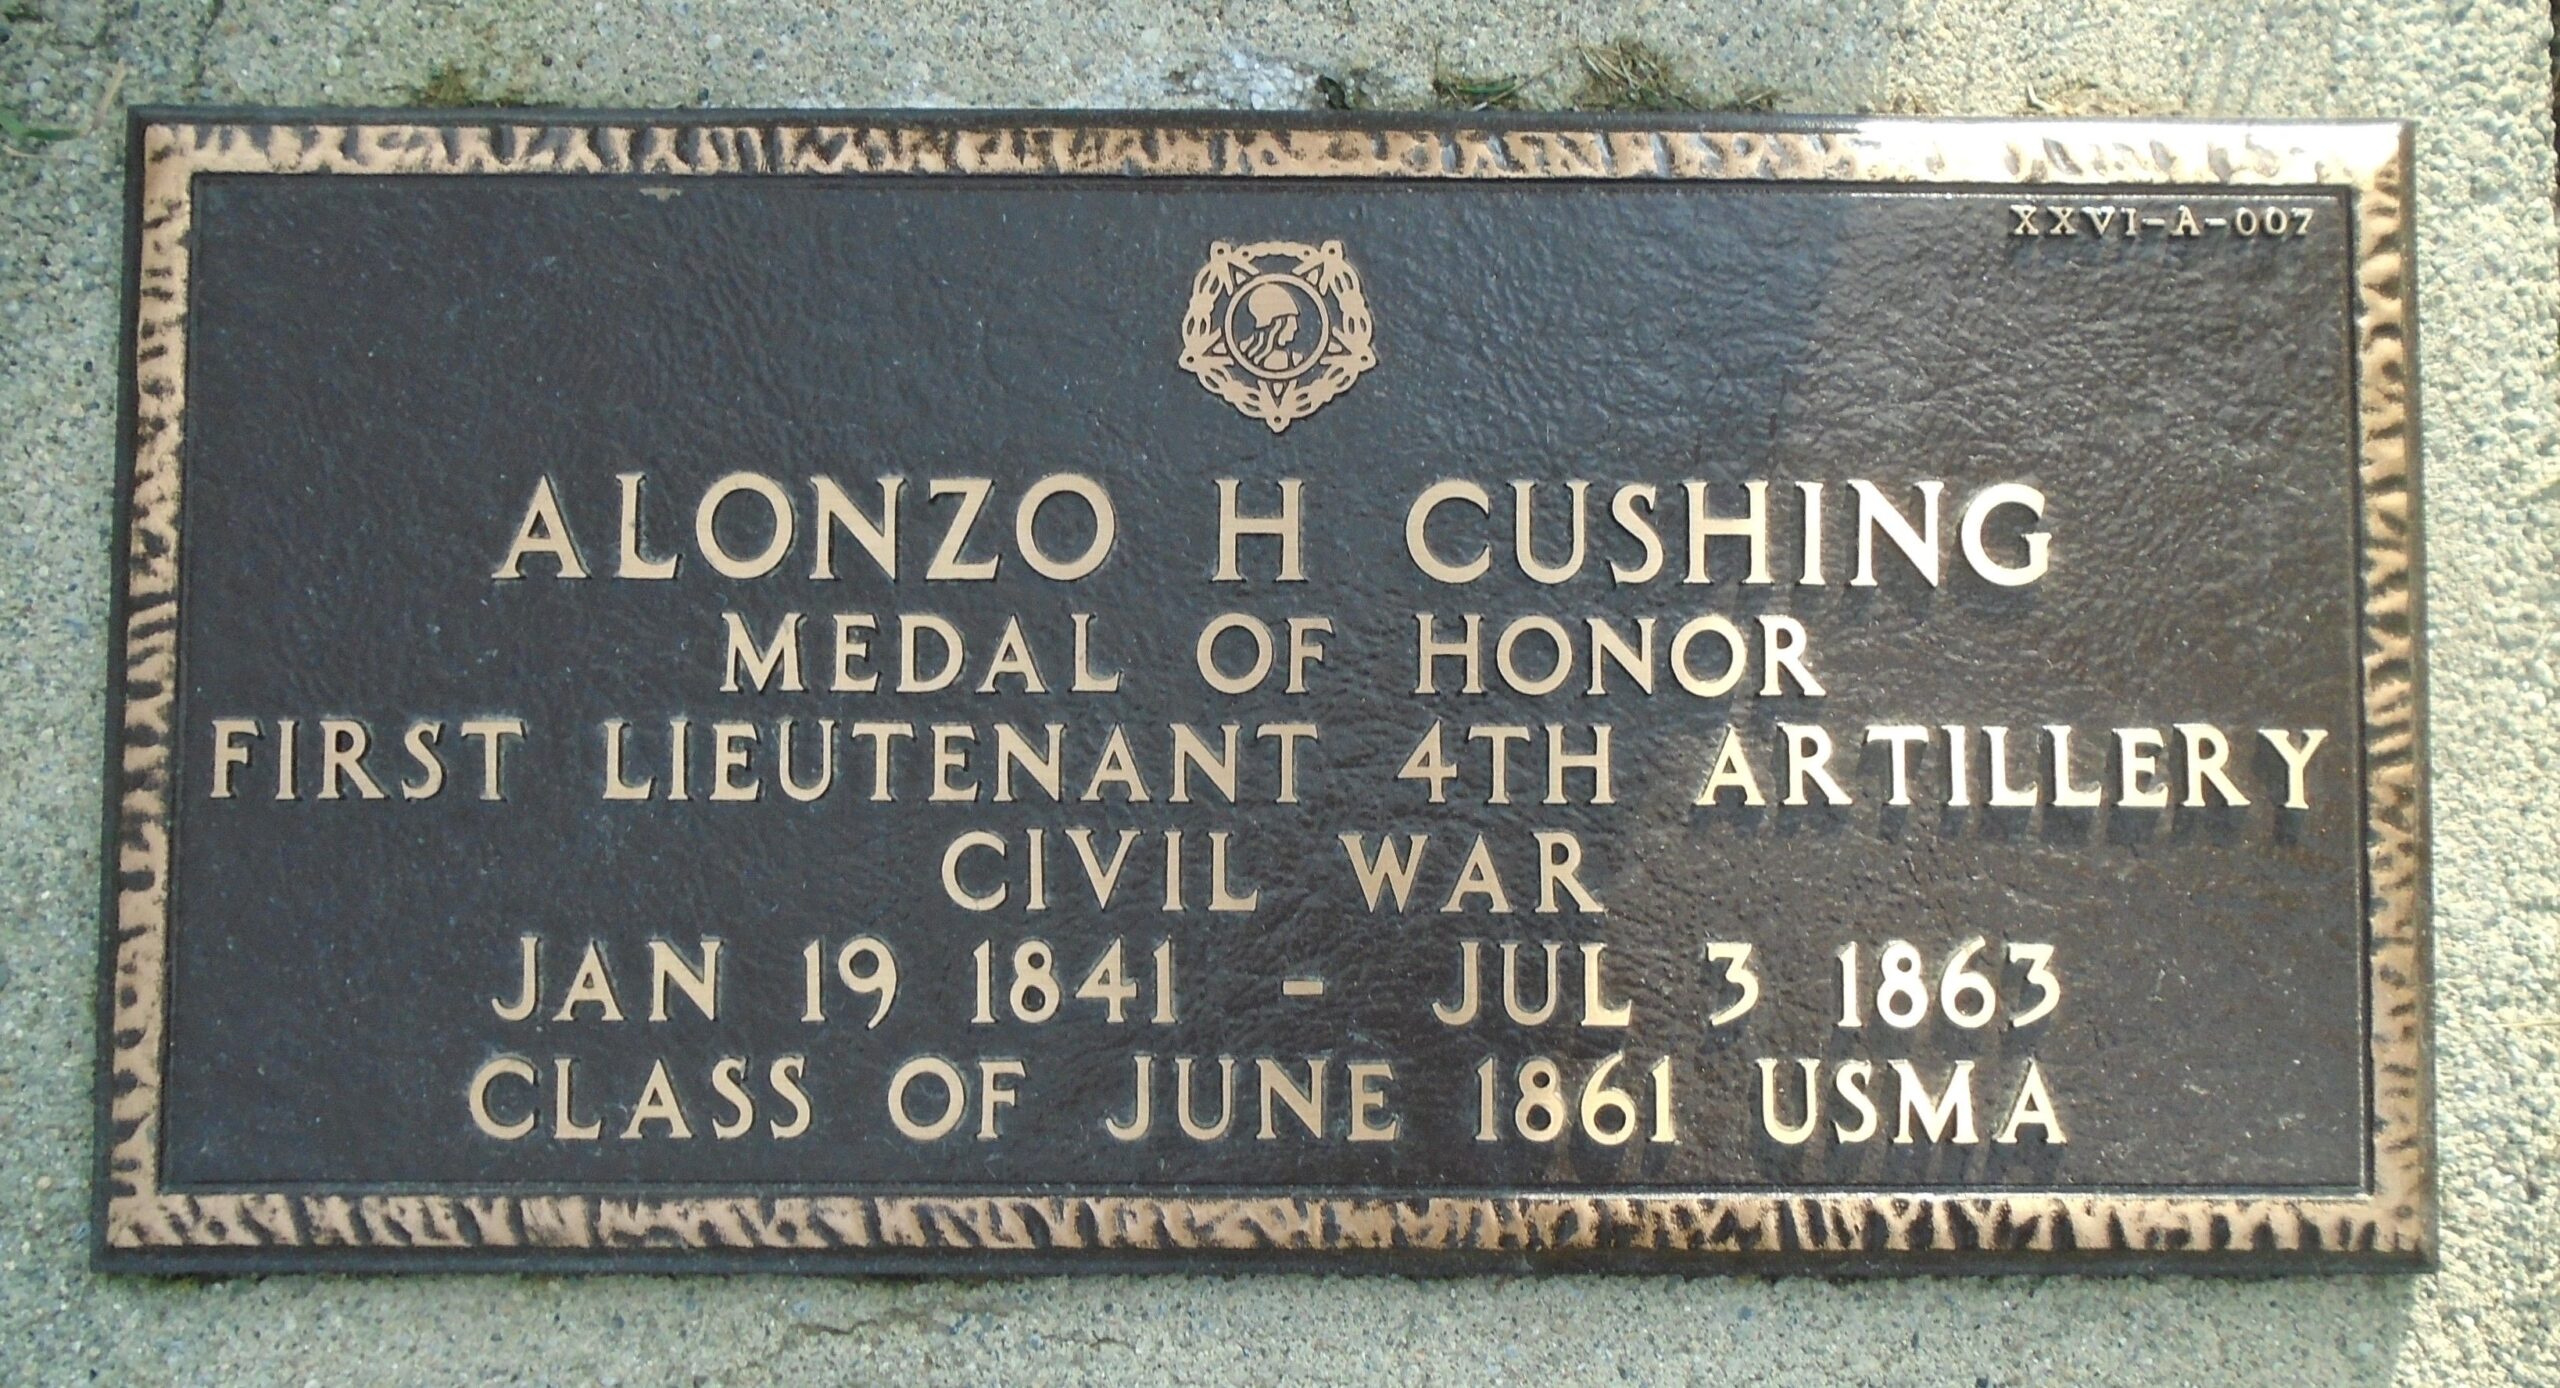 XXVI-A-007
ALONZO H CUSHING
MEDAL OF HONOR
FIRST LIEUTENANT 4TH ARTILLERY
CIVIL WAR
JAN 19 1841 - JUL 3 1863
CLASS OF JUNE 1861 USMA